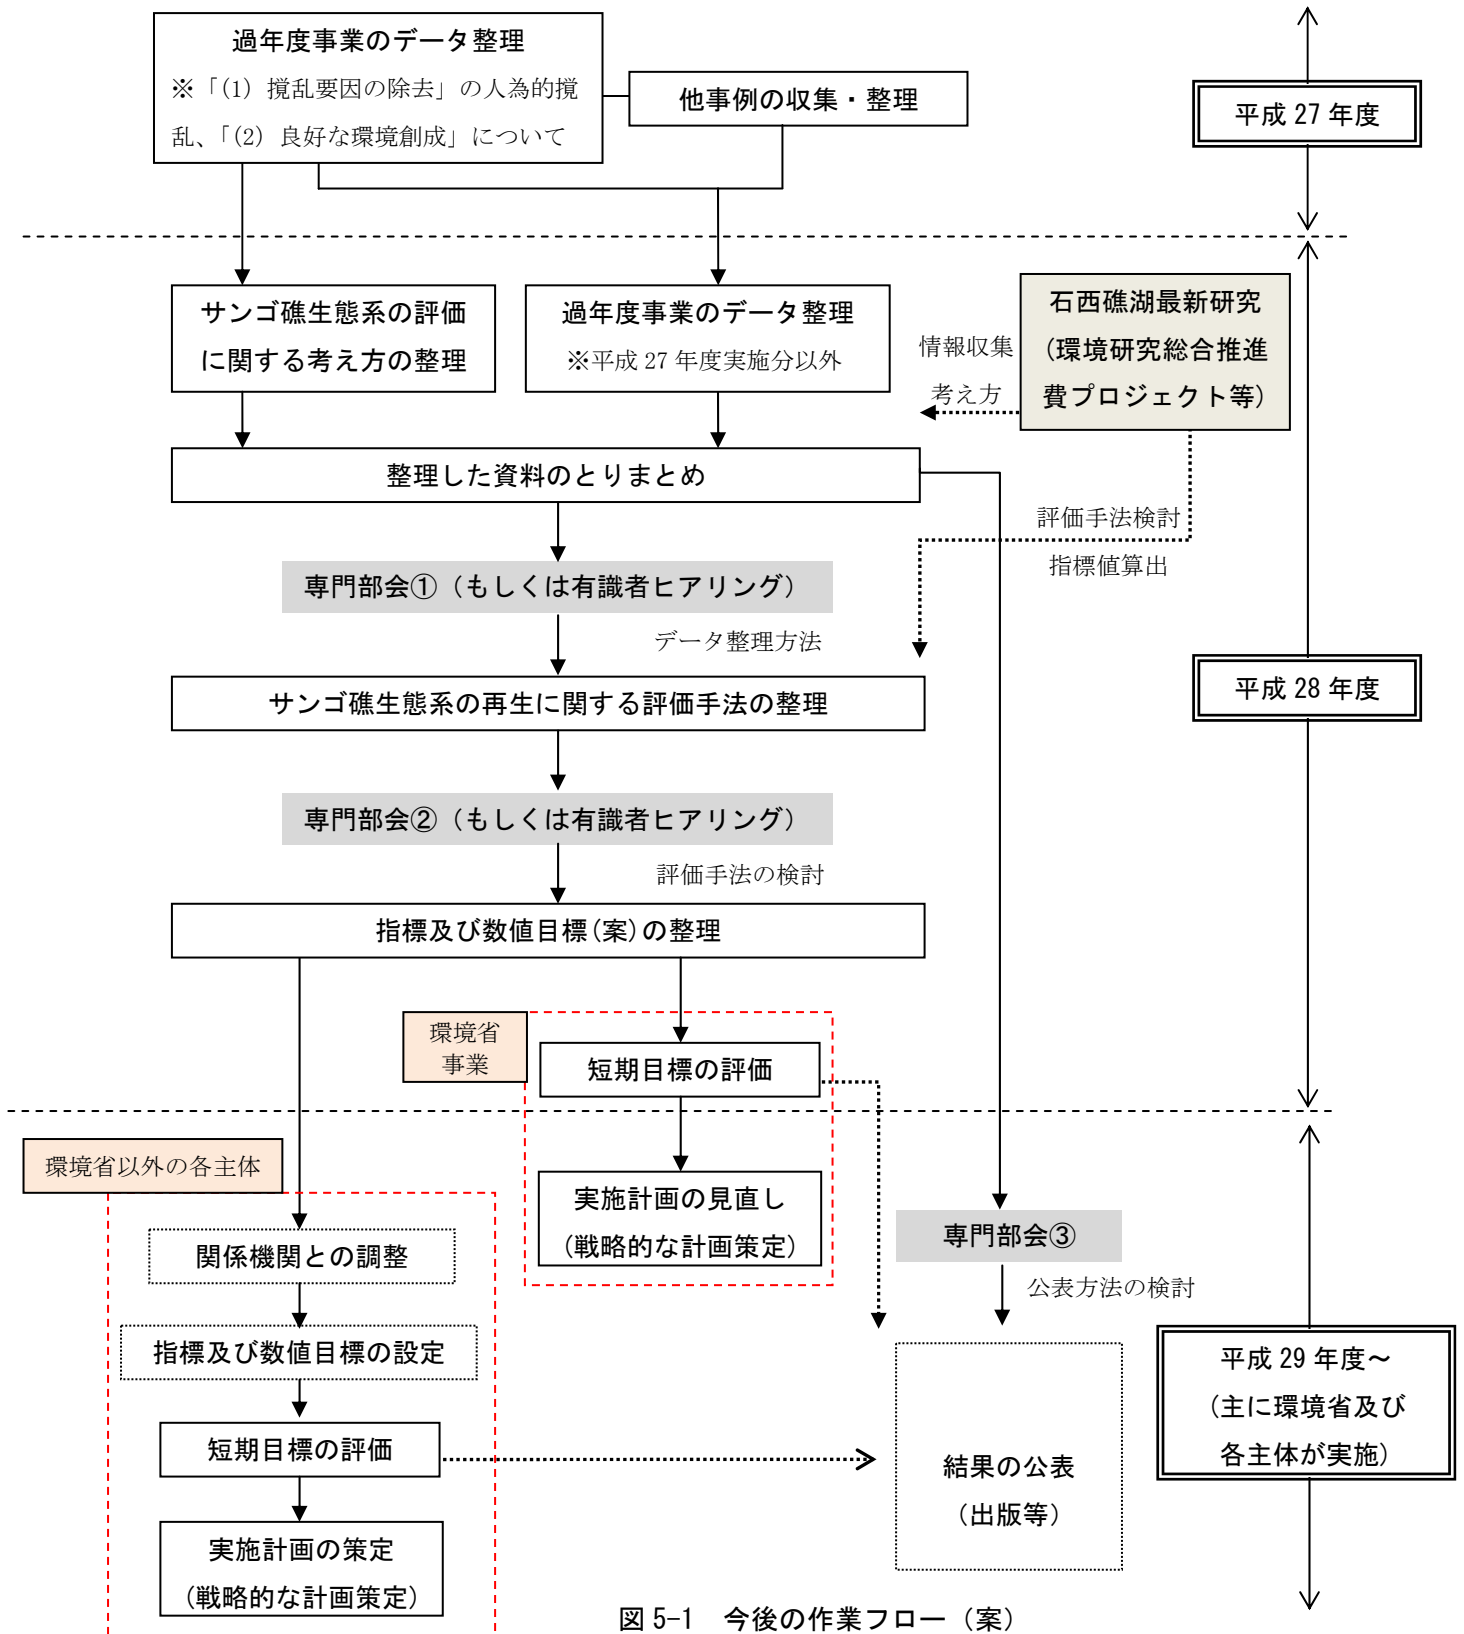 過年度事業のデータ整理
※「(1) 撹乱要因の除去」の人為的撹
乱、「(2) 良好な環境創成」について
他事例の収集・整理
平成 27 年度
サンゴ礁生態系の評価
に関する考え方の整理
過年度事業のデータ整理
※平成 27 年度実施分以外
情報収集
考え方
石西礁湖最新研究
(環境研究総合推進
費プロジェクト等)
整理した資料のとりまとめ
評価手法検討
指標値算出
専門部会①（もしくは有識者ヒアリング）
データ整理方法
サンゴ礁生態系の再生に関する評価手法の整理
平成 28 年度
専門部会②（もしくは有識者ヒアリング）
評価手法の検討
指標及び数値目標(案)の整理
環境省
事業
短期目標の評価
実施計画の見直し
(戦略的な計画策定)
環境省以外の各主体
関係機関との調整
指標及び数値目標の設定
短期目標の評価
実施計画の策定
(戦略的な計画策定)
専門部会③
公表方法の検討
結果の公表
（出版等）
平成 29 年度～
(主に環境省及び
各主体が実施)
図 5-1　今後の作業フロー（案）